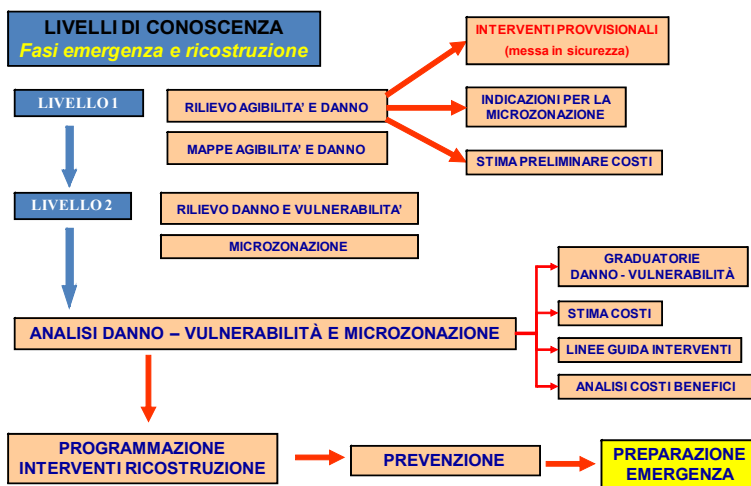 LIVELLI DI CONOSCENZA
Fasi emergenza e ricostruzione
INTERVENTI PROVVISIONALI
(messa in sicurezza)
LIVELLO 1
RILIEVO AGIBILITA' E DANNO
INDICAZIONI PER LA
MICROZONAZIONE
MAPPE AGIBILITA' E DANNO
STIMA PRELIMINARE COSTI
LIVELLO 2
RILIEVO DANNO E VULNERABILITA'
MICROZONAZIONE
GRADUATORIE
DANNO - VULNERABILITÀ
STIMA COSTI
ANALISI DANNO – VULNERABILITÀ E MICROZONAZIONE
LINEE GUIDA INTERVENTI
ANALISI COSTI BENEFICI
PROGRAMMAZIONE
INTERVENTI RICOSTRUZIONE
PREVENZIONE
PREPARAZIONE
EMERGENZA